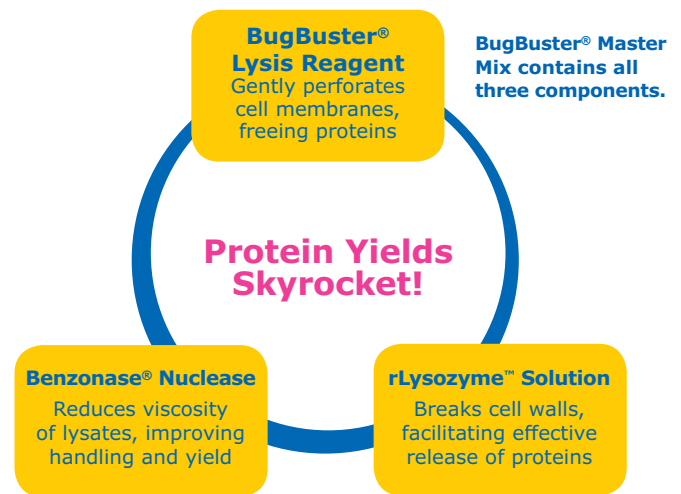 BugBuster®
Lysis Reagent
Gently perforates
cell membranes,
freeing proteins
BugBuster® Master
Mix contains all
three components.
Protein Yields
Skyrocket!
Benzonase® Nuclease
Reduces viscosity
of lysates, improving
handling and yield
rLysozyme™ Solution
Breaks cell walls,
facilitating effective
release of proteins